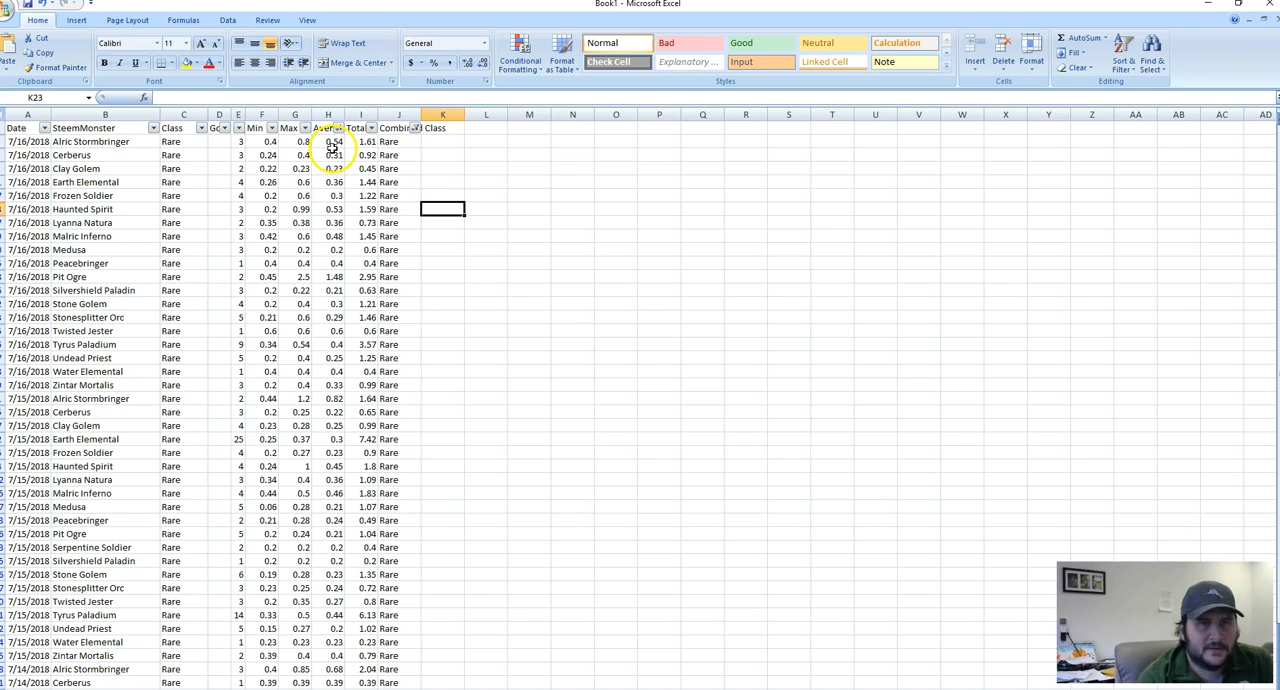 Book1 - Microsoft Excel
Home Insert Page Layout Formulas Data Review View
Cut Calibri 11 Wrap Text General Normal Bad Good Neutral Calculation AutoSum
Copy Fill
Paste Format Painter Merge & Center Conditional Formatting Format as Table Check Cell Explanatory ... Input Linked Cell Note Insert Delete Format Clear Sort & Filter Find & Select
Clipboard Font Alignment Number Styles Cells Editing
K23 fx
A B C D E F G H I J K L M N O P Q R S T U V W X Y Z AA AB AC AD
Date SteemMonster Class Min Max Total Class
7/16/2018 Alric Stormbringer Rare 3 0.4 0.8 0.54 1.61 Rare
7/16/2018 Cerberus Rare 3 0.24 0.4 0.31 0.92 Rare
7/16/2018 Clay Golem Rare 2 0.22 0.23 0.23 0.45 Rare
7/16/2018 Earth Elemental Rare 4 0.26 0.6 0.36 1.44 Rare
7/16/2018 Frozen Soldier Rare 4 0.2 0.6 0.3 1.22 Rare
7/16/2018 Haunted Spirit Rare 3 0.2 0.99 0.53 1.59 Rare
7/16/2018 Lyanna Natura Rare 2 0.35 0.38 0.36 0.73 Rare
7/16/2018 Malric Inferno Rare 3 0.42 0.6 0.48 1.45 Rare
7/16/2018 Medusa Rare 3 0.2 0.2 0.2 0.6 Rare
7/16/2018 Peacebringer Rare 1 0.4 0.4 0.4 0.4 Rare
7/16/2018 Pit Ogre Rare 2 0.45 2.5 1.48 2.95 Rare
7/16/2018 Silvershield Paladin Rare 3 0.2 0.22 0.21 0.63 Rare
7/16/2018 Stone Golem Rare 4 0.2 0.4 0.3 1.21 Rare
7/16/2018 Stonesplitter Orc Rare 5 0.21 0.6 0.29 1.46 Rare
7/16/2018 Twisted Jester Rare 1 0.6 0.6 0.6 0.6 Rare
7/16/2018 Tyrus Paladium Rare 9 0.34 0.54 0.4 3.57 Rare
7/16/2018 Undead Priest Rare 5 0.2 0.4 0.25 1.25 Rare
7/16/2018 Water Elemental Rare 1 0.4 0.4 0.4 0.4 Rare
7/16/2018 Zintar Mortalis Rare 3 0.2 0.4 0.33 0.99 Rare
7/15/2018 Alric Stormbringer Rare 2 0.44 1.2 0.82 1.64 Rare
7/15/2018 Cerberus Rare 3 0.2 0.25 0.22 0.65 Rare
7/15/2018 Clay Golem Rare 4 0.23 0.28 0.25 0.99 Rare
7/15/2018 Earth Elemental Rare 25 0.25 0.37 0.3 7.42 Rare
7/15/2018 Frozen Soldier Rare 4 0.2 0.27 0.23 0.9 Rare
7/15/2018 Haunted Spirit Rare 4 0.24 1 0.45 1.8 Rare
7/15/2018 Lyanna Natura Rare 3 0.34 0.4 0.36 1.09 Rare
7/15/2018 Malric Inferno Rare 4 0.44 0.5 0.46 1.83 Rare
7/15/2018 Medusa Rare 5 0.06 0.28 0.21 1.07 Rare
7/15/2018 Peacebringer Rare 2 0.21 0.28 0.24 0.49 Rare
7/15/2018 Pit Ogre Rare 5 0.2 0.24 0.21 1.04 Rare
7/15/2018 Serpentine Soldier Rare 2 0.2 0.2 0.2 0.4 Rare
7/15/2018 Silvershield Paladin Rare 1 0.2 0.2 0.2 0.2 Rare
7/15/2018 Stone Golem Rare 6 0.19 0.28 0.23 1.35 Rare
7/15/2018 Stonesplitter Orc Rare 3 0.23 0.25 0.24 0.72 Rare
7/15/2018 Twisted Jester Rare 3 0.2 0.35 0.27 0.8 Rare
7/15/2018 Tyrus Paladium Rare 14 0.33 0.5 0.44 6.13 Rare
7/15/2018 Undead Priest Rare 5 0.15 0.27 0.2 1.02 Rare
7/15/2018 Water Elemental Rare 1 0.23 0.23 0.23 0.23 Rare
7/15/2018 Zintar Mortalis Rare 2 0.39 0.4 0.4 0.79 Rare
7/14/2018 Alric Stormbringer Rare 3 0.4 0.85 0.68 2.04 Rare
7/14/2018 Cerberus Rare 1 0.39 0.39 0.39 0.39 Rare